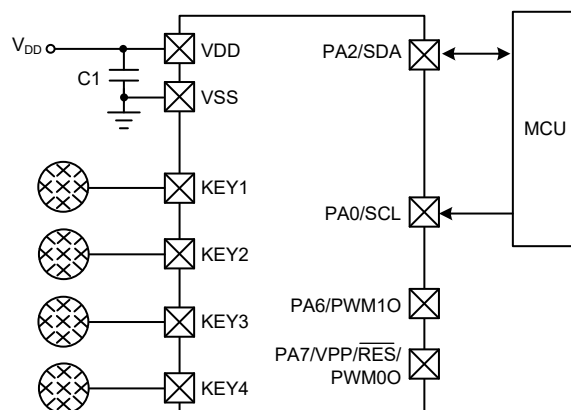 VDD
C1
VDD
VSS
KEY1
KEY2
KEY3
KEY4
PA2/SDA
PA0/SCL
PA6/PWM1O
PA7/VPP/RES/
PWM0O
MCU